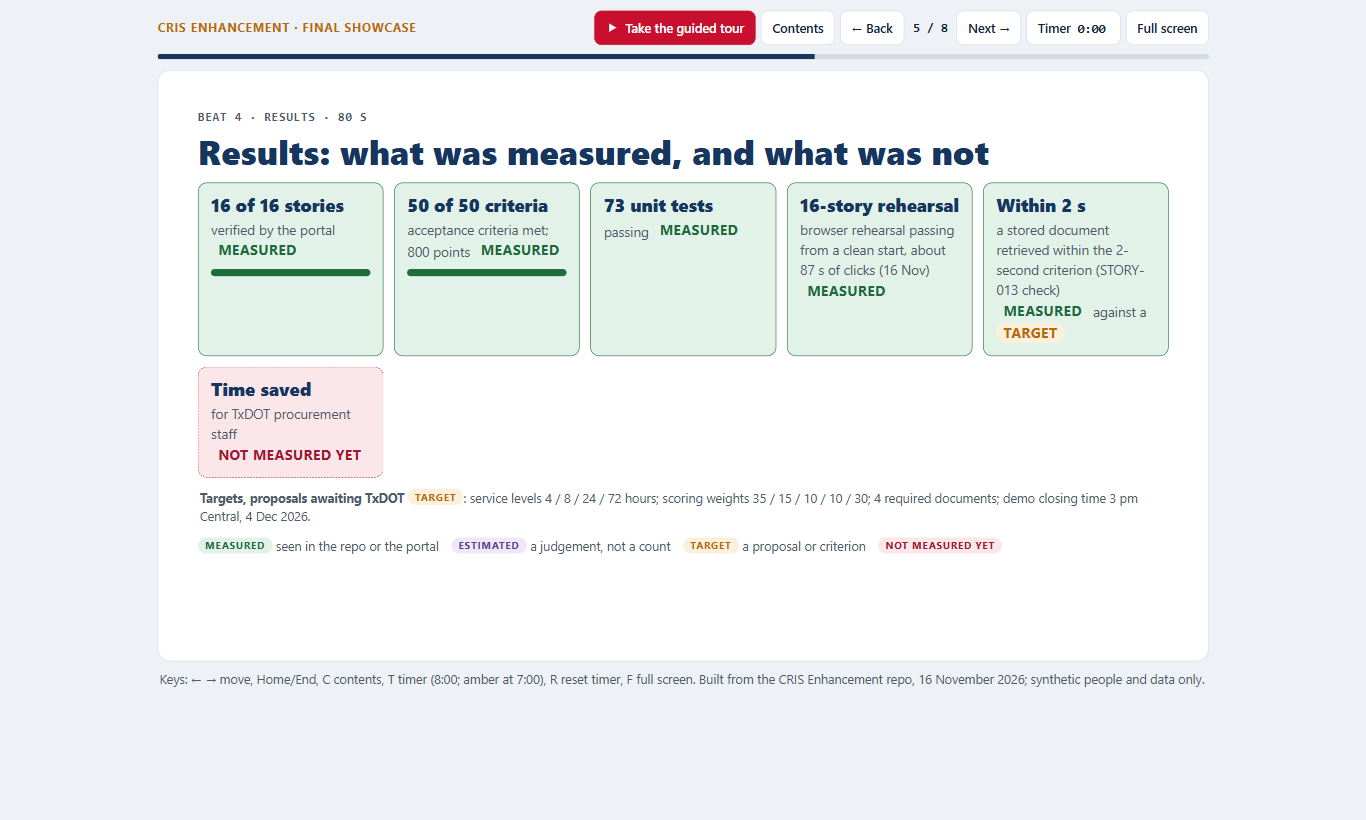 CRIS ENHANCEMENT · FINAL SHOWCASE
▶ Take the guided tour
Contents
← Back
5 / 8
Next →
Timer 0:00
Full screen
BEAT 4 · RESULTS · 80 S
Results: what was measured, and what was not
16 of 16 stories
verified by the portal
MEASURED
50 of 50 criteria
acceptance criteria met;
800 points MEASURED
73 unit tests
passing MEASURED
16-story rehearsal
browser rehearsal passing
from a clean start, about
87 s of clicks (16 Nov)
MEASURED
Within 2 s
a stored document
retrieved within the 2-
second criterion (STORY-
013 check)
MEASURED against a
TARGET
Time saved
for TxDOT procurement
staff
NOT MEASURED YET
Targets, proposals awaiting TxDOT TARGET : service levels 4 / 8 / 24 / 72 hours; scoring weights 35 / 15 / 10 / 10 / 30; 4 required documents; demo closing time 3 pm
Central, 4 Dec 2026.
MEASURED seen in the repo or the portal ESTIMATED a judgement, not a count TARGET a proposal or criterion NOT MEASURED YET
Keys: ← → move, Home/End, C contents, T timer (8:00; amber at 7:00), R reset timer, F full screen. Built from the CRIS Enhancement repo, 16 November 2026; synthetic people and data only.